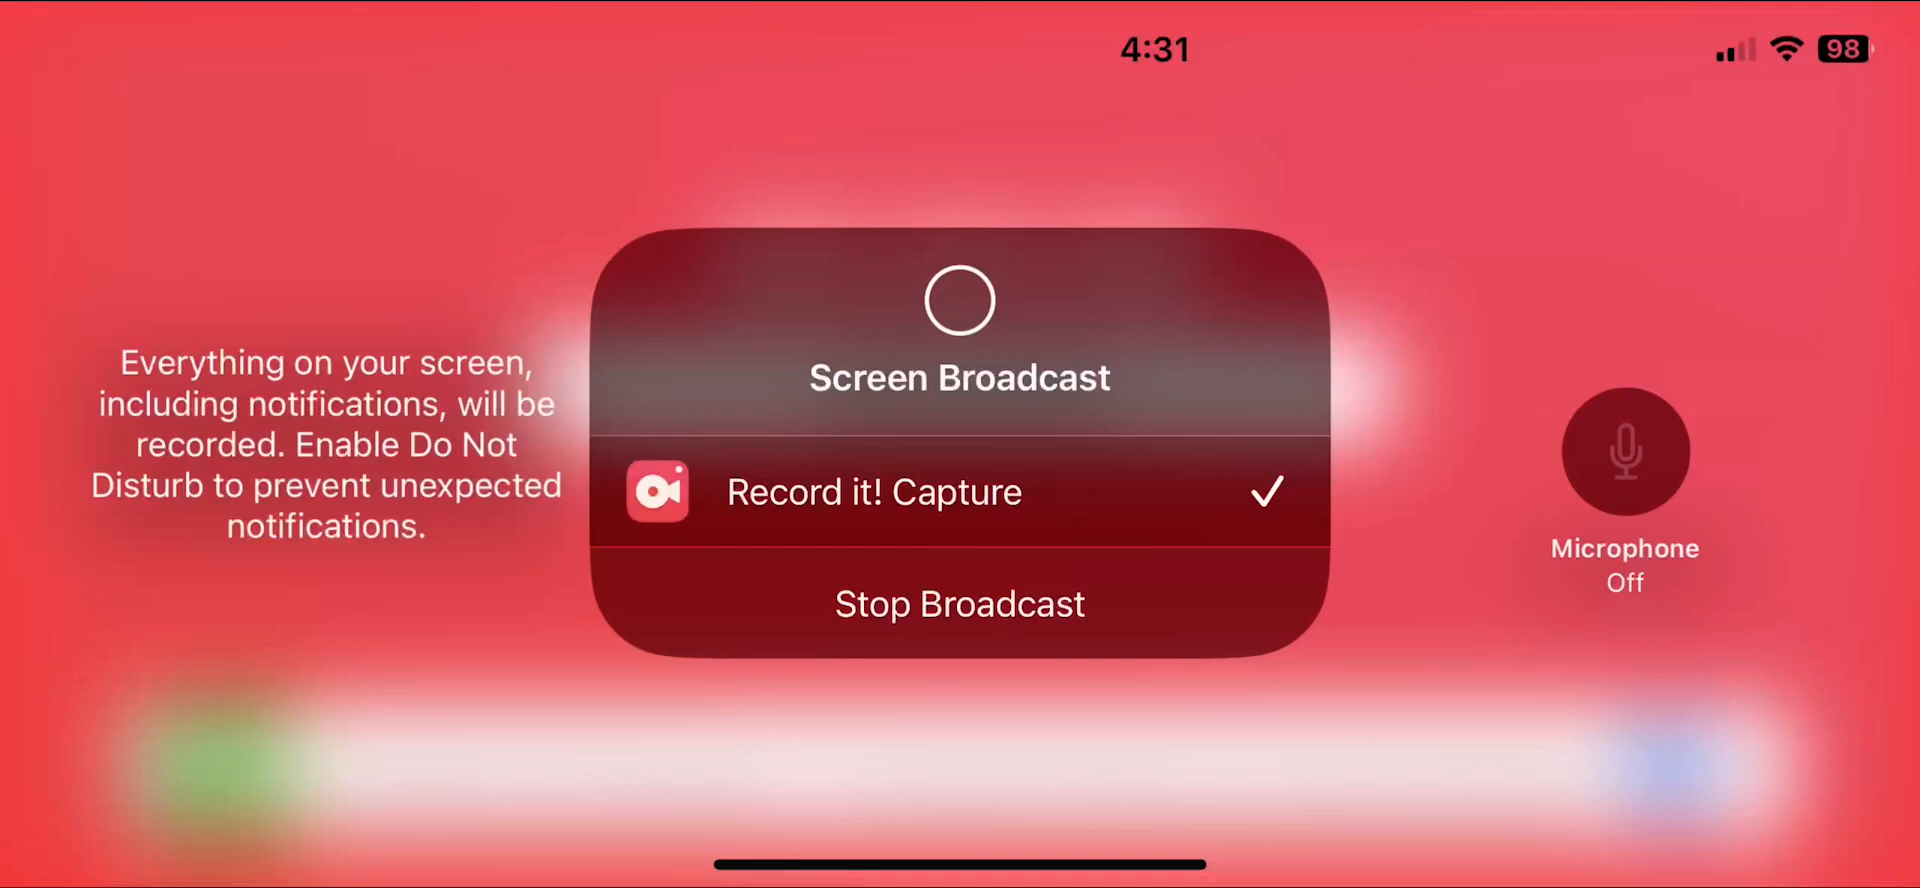 4:31
98
Everything on your screen,
including notifications, will be
recorded. Enable Do Not
Disturb to prevent unexpected
notifications.
Screen Broadcast
Record it! Capture
Stop Broadcast
Microphone
Off